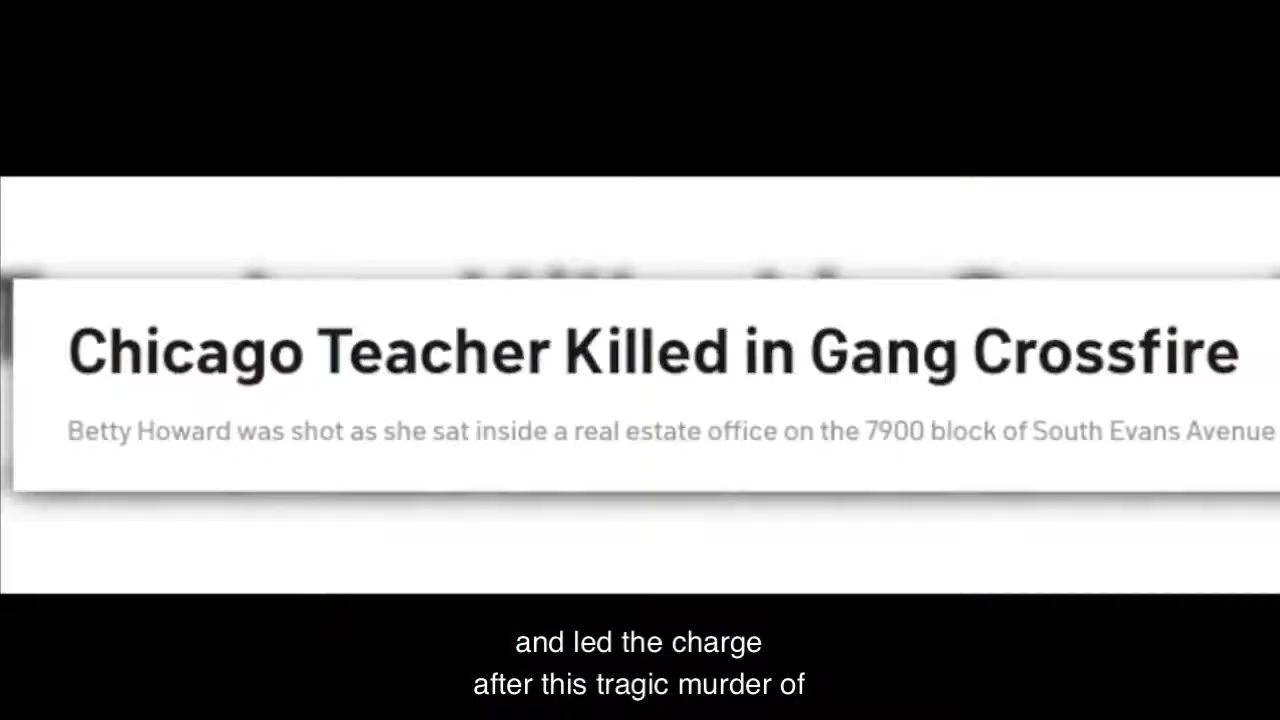 Chicago Teacher Killed in Gang Crossfire
Betty Howard was shot as she sat inside a real estate office on the 7900 block of South Evans Avenue
and led the charge
after this tragic murder of